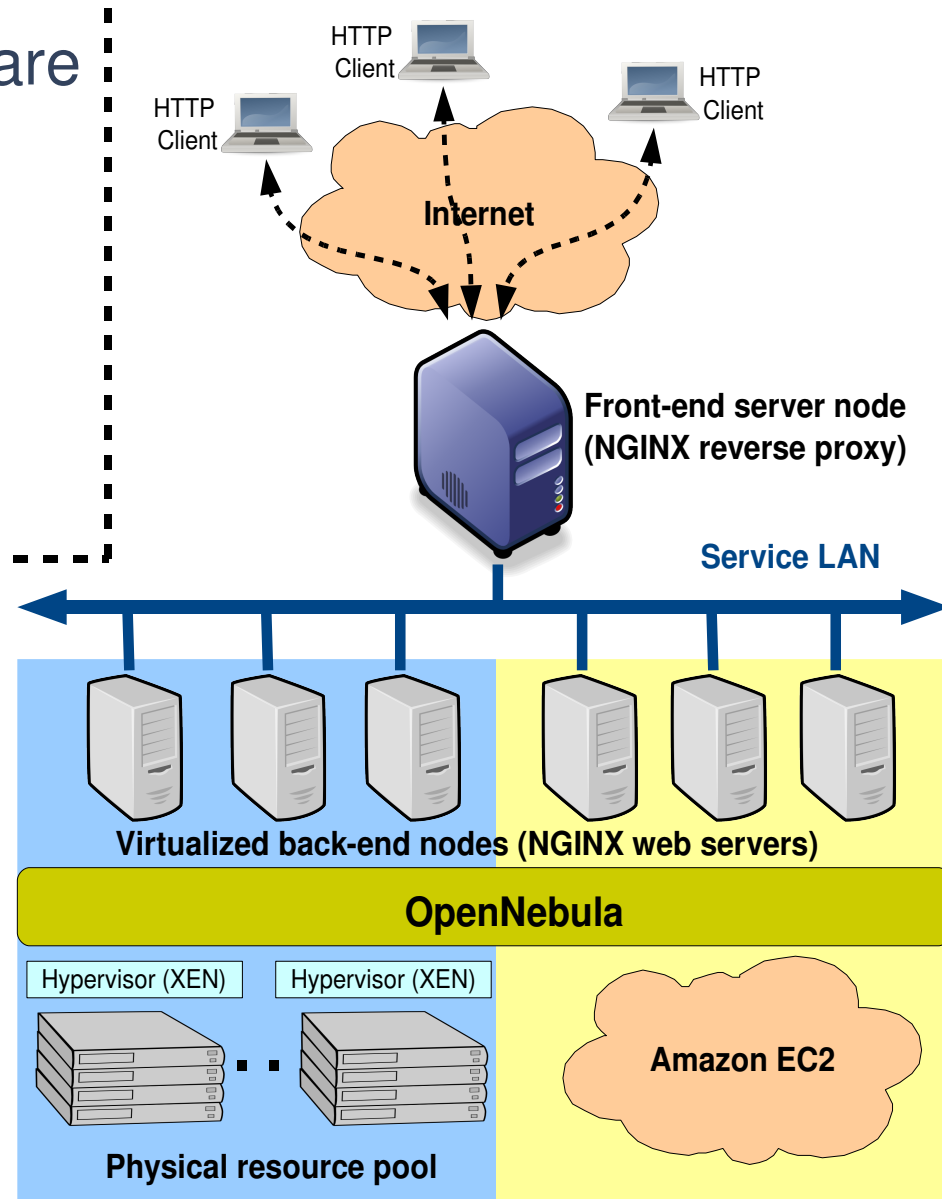 are
HTTP
Client
HTTP
Client
HTTP
Client
Internet
Front-end server node
(NGINX reverse proxy)
Service LAN
Virtualized back-end nodes (NGINX web servers)
OpenNebula
Hypervisor (XEN)
Hypervisor (XEN)
Amazon EC2
Physical resource pool